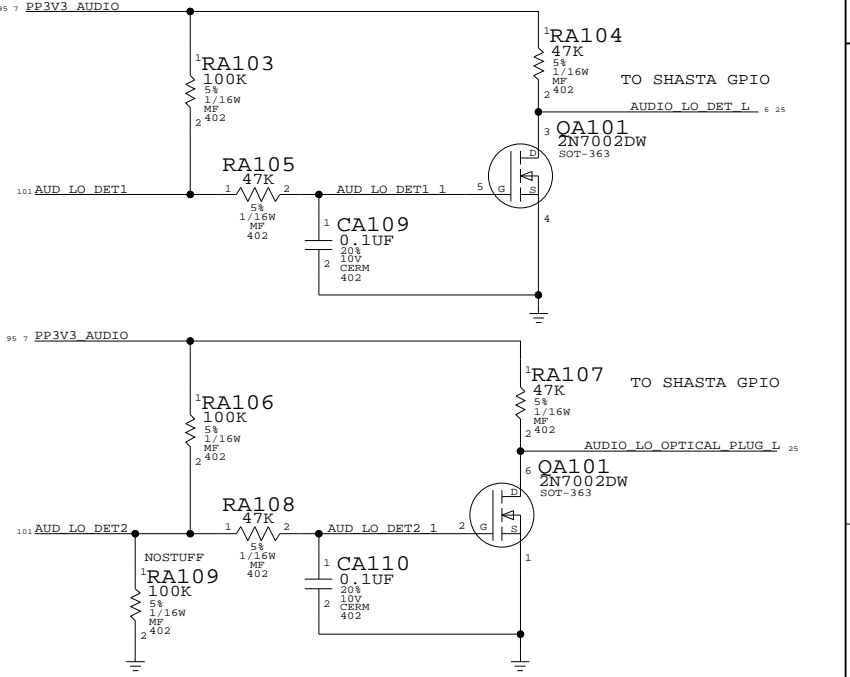 95 7 PP3V3_AUDIO
1
RA103
100K
5%
1/16W
MF
402
2
1
RA104
47K
5%
1/16W
MF
402
2
TO SHASTA GPIO
AUDIO_LO_DET_L 6 25
3
QA101
2N7002DW
SOT-363
D
G
S
5
4
RA105
47K
101 AUD_LO_DET1
1 2
AUD_LO_DET1_1
5%
1/16W
MF
402
1
CA109
0.1UF
20%
10V
CERM
402
2
95 7 PP3V3_AUDIO
1
RA106
100K
5%
1/16W
MF
402
2
1
RA107
47K
5%
1/16W
MF
402
2
TO SHASTA GPIO
AUDIO_LO_OPTICAL_PLUG_L 25
6
QA101
2N7002DW
SOT-363
D
G
S
2
1
RA108
47K
101 AUD_LO_DET2
1 2
AUD_LO_DET2_1
5%
1/16W
MF
402
NOSTUFF
1
RA109
100K
5%
1/16W
MF
402
2
1
CA110
0.1UF
20%
10V
CERM
402
2